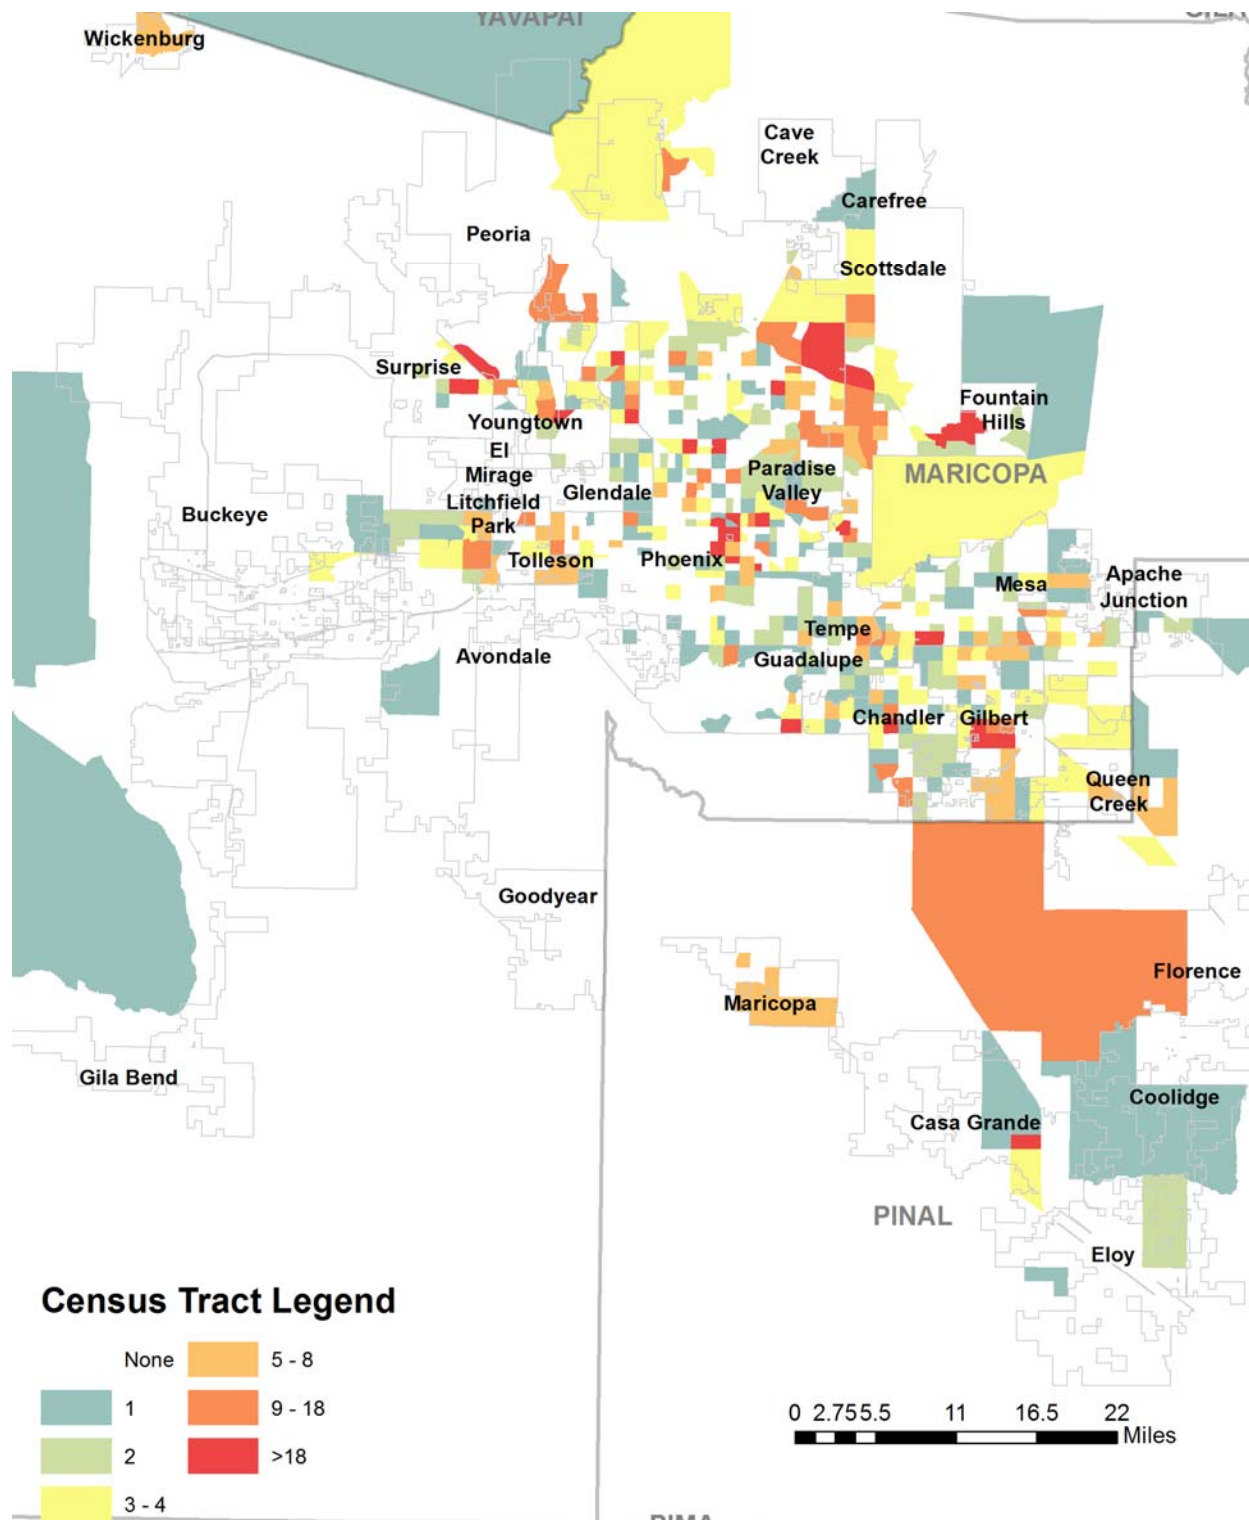 YAVAPAI
Wickenburg
Cave
Creek
Carefree
Peoria
Scottsdale
Surprise
Fountain
Hills
Youngtown
El
Mirage
Paradise
Valley
MARICOPA
Glendale
Litchfield
Park
Buckeye
Tolleson
Phoenix
Mesa
Apache
Junction
Tempe
Avondale
Guadalupe
Chandler
Gilbert
Queen
Creek
Goodyear
Florence
Maricopa
Gila Bend
Coolidge
Casa Grande
PINAL
Eloy
Census Tract Legend
None
5 - 8
1
9 - 18
2
>18
3 - 4
0 2.75 5.5 11 16.5 22
Miles